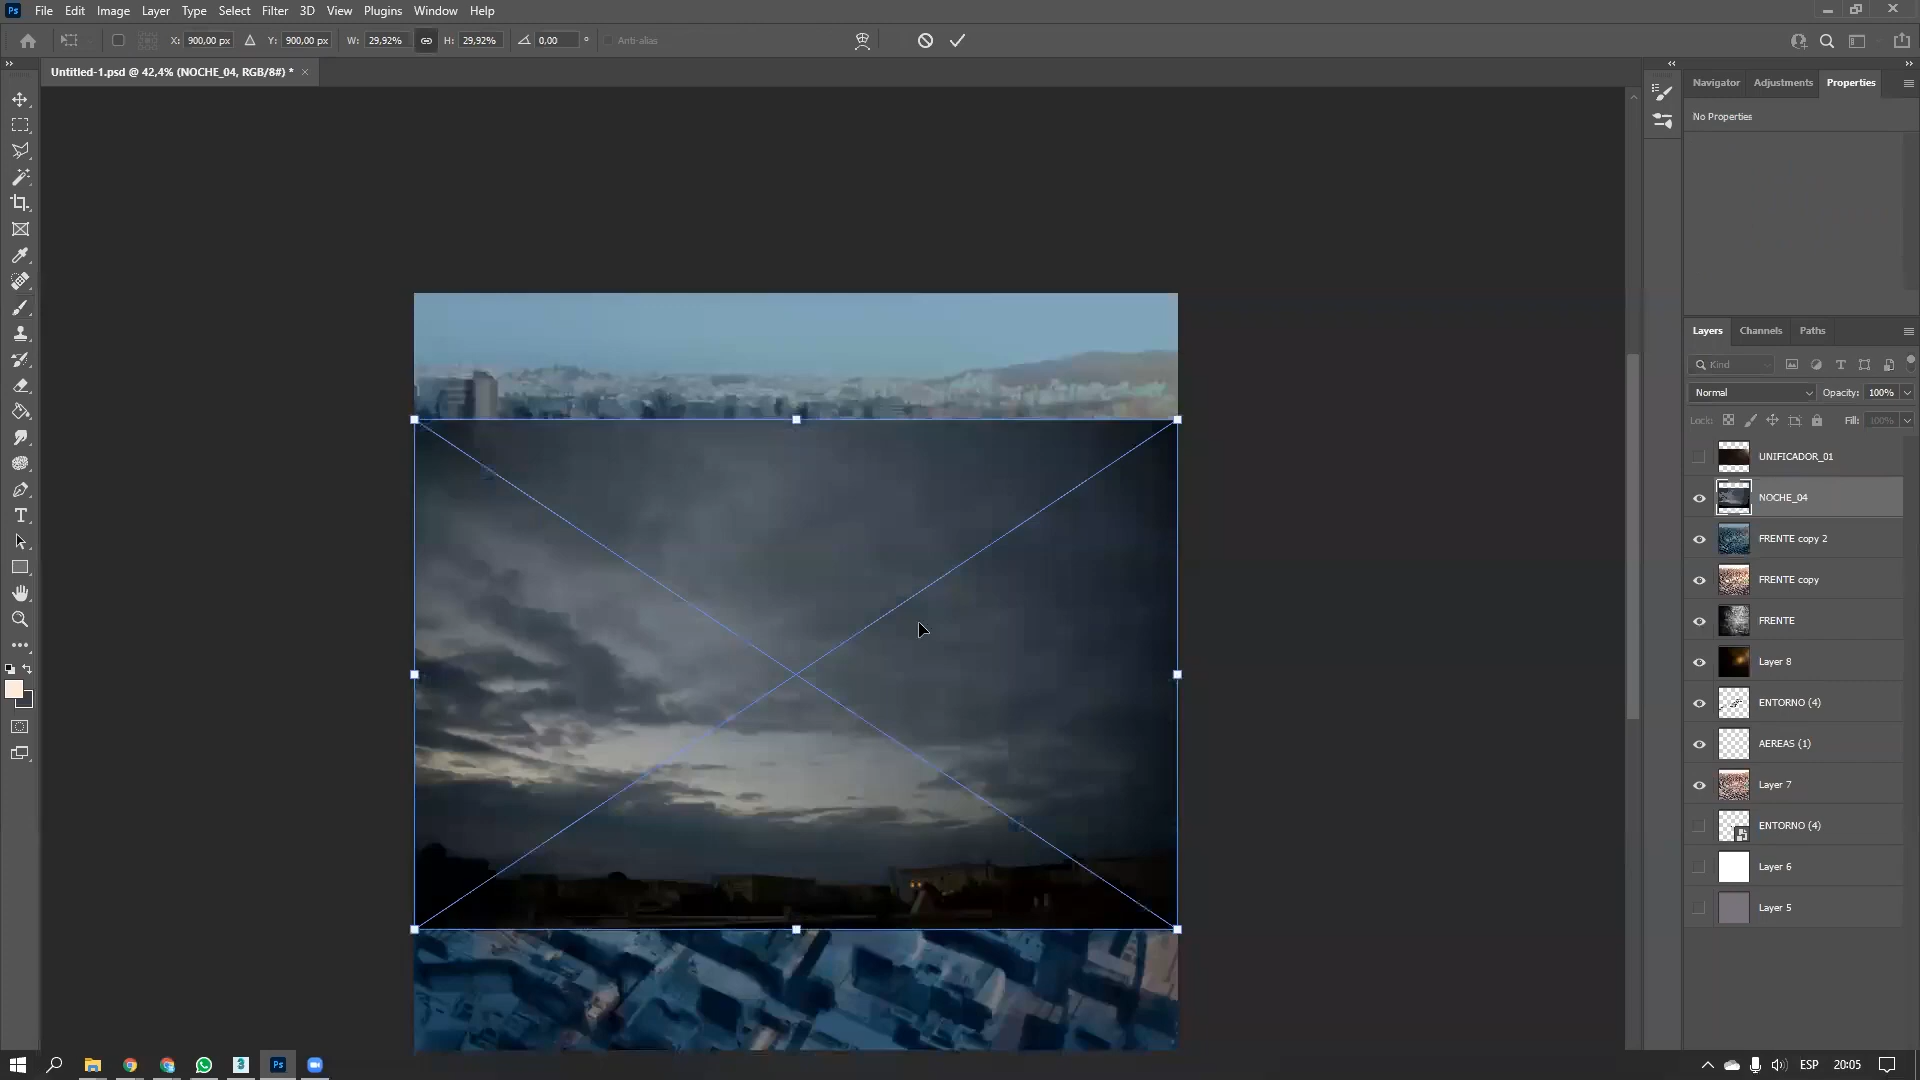 Ps File Edit Image Layer Type Select Filter 3D View Plugins Window Help
X: 900,00 px Y: 900,00 px W: 29,92% H: 29,92% 0,00 ° Anti-alias
Untitled-1.psd @ 42,4% (NOCHE_04, RGB/8#) * ×
Navigator Adjustments Properties
No Properties
Layers Channels Paths
Kind
Normal Opacity: 100%
Lock: Fill: 100%
UNIFICADOR_01
NOCHE_04
FRENTE copy 2
FRENTE copy
FRENTE
Layer 8
ENTORNO (4)
AEREAS (1)
Layer 7
ENTORNO (4)
Layer 6
Layer 5
3 Ps ESP 20:05